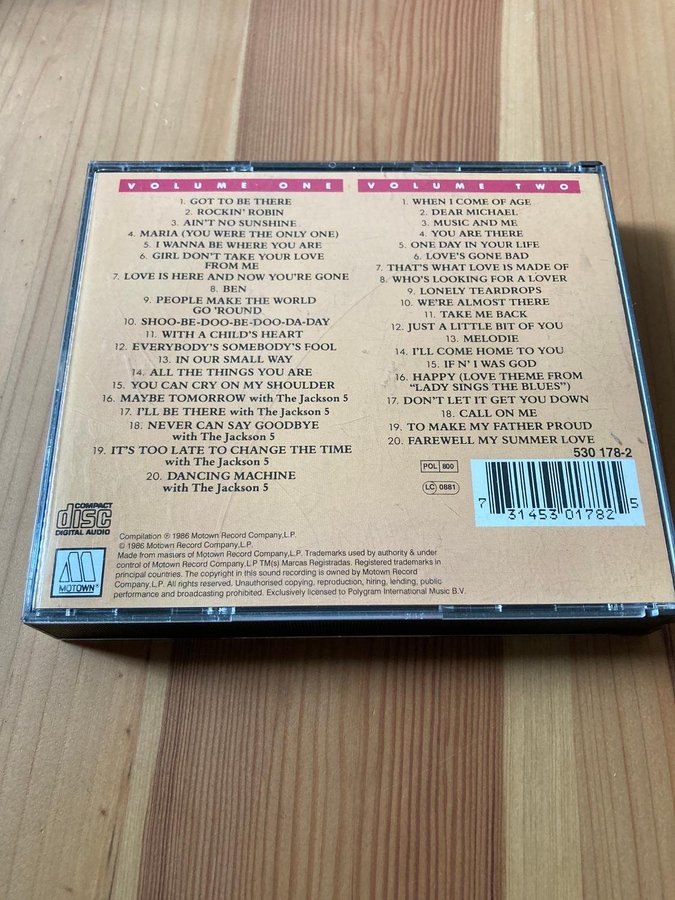 VOLUME ONE
1. GOT TO BE THERE
2. ROCKIN' ROBIN
3. AIN'T NO SUNSHINE
4. MARIA (YOU WERE THE ONLY ONE)
5. I WANNA BE WHERE YOU ARE
6. GIRL DON'T TAKE YOUR LOVE
FROM ME
7. LOVE IS HERE AND NOW YOU'RE GONE
8. BEN
9. PEOPLE MAKE THE WORLD
GO 'ROUND
10. SHOO-BE-DOO-BE-DOO-DA-DAY
11. WITH A CHILD'S HEART
12. EVERYBODY'S SOMEBODY'S FOOL
13. IN OUR SMALL WAY
14. ALL THE THINGS YOU ARE
15. YOU CAN CRY ON MY SHOULDER
16. MAYBE TOMORROW with The Jackson 5
17. I'LL BE THERE with The Jackson 5
18. NEVER CAN SAY GOODBYE
with The Jackson 5
19. IT'S TOO LATE TO CHANGE THE TIME
with The Jackson 5
20. DANCING MACHINE
with The Jackson 5
VOLUME TWO
1. WHEN I COME OF AGE
2. DEAR MICHAEL
3. MUSIC AND ME
4. YOU ARE THERE
5. ONE DAY IN YOUR LIFE
6. LOVE'S GONE BAD
7. THAT'S WHAT LOVE IS MADE OF
8. WHO'S LOOKING FOR A LOVER
9. LONELY TEARDROPS
10. WE'RE ALMOST THERE
11. TAKE ME BACK
12. JUST A LITTLE BIT OF YOU
13. MELODIE
14. I'LL COME HOME TO YOU
15. IF N' I WAS GOD
16. HAPPY (LOVE THEME FROM
"LADY SINGS THE BLUES")
17. DON'T LET IT GET YOU DOWN
18. CALL ON ME
19. TO MAKE MY FATHER PROUD
20. FAREWELL MY SUMMER LOVE
530 178-2
POL 800
LC 0881
7 31453 01782 5
COMPACT
disc
DIGITAL AUDIO
M
MOTOWN
Compilation ℗ 1986 Motown Record Company,L.P.
© 1986 Motown Record Company,L.P.
Made from masters of Motown Record Company,L.P. Trademarks used by authority & under
control of Motown Record Company,L.P TM(s) Marcas Registradas. Registered trademarks in
principal countries. The copyright in this sound recording is owned by Motown Record
Company,L.P. All rights reserved. Unauthorised copying, reproduction, hiring, lending, public
performance and broadcasting prohibited. Exclusively licensed to Polygram International Music B.V.